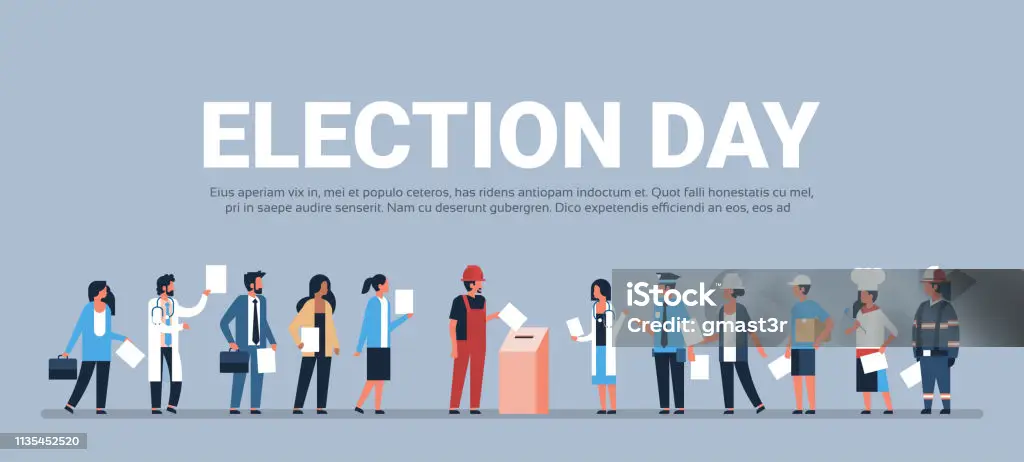 ELECTION DAY
Eius aperiam vix in, mei et populo ceteros, has ridens antiopam indoctum et. Quot falli honestatis cu mel,
pri in saepe audire senserit. Nam cu deserunt gubergren. Dico expetendis efficiendi an eos, eos ad
iStock™
Credit: gmast3r
1135452520